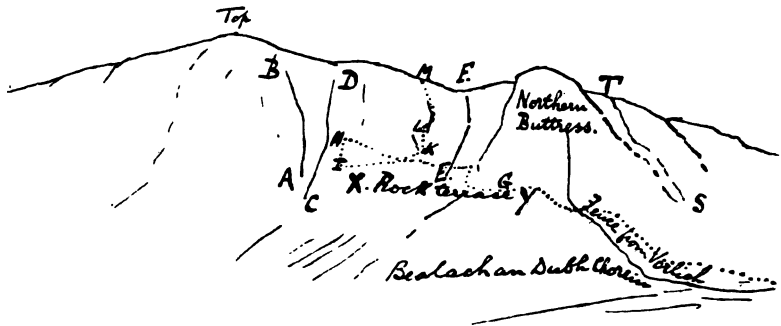 Top
B
D
M
F.
T
Northern
Buttress.
L
H
K
I
E
A
X. Rock terrace
G
Y
C
S
Fence from Vorlich
Bealach an Dubh Choirein